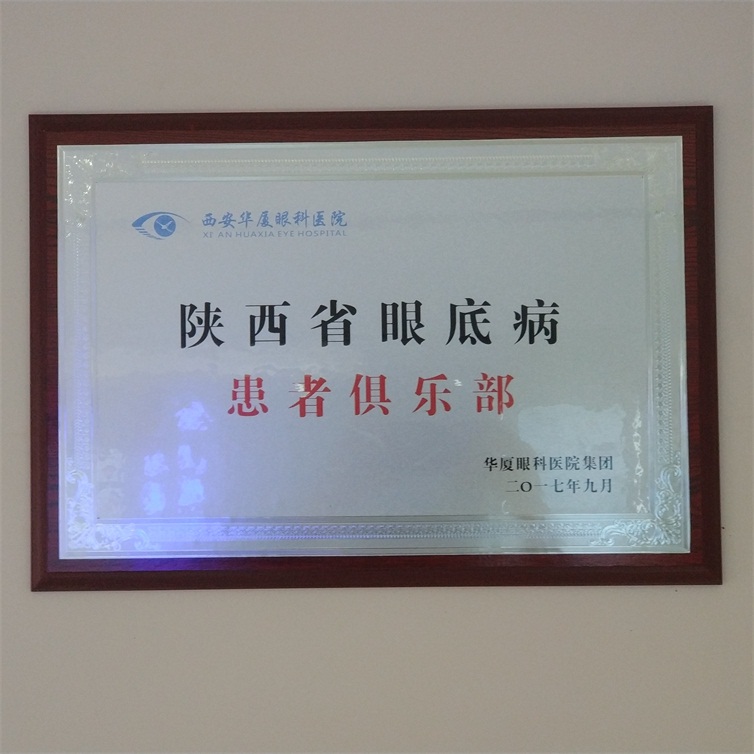 西安华厦眼科医院
XI AN HUAXIA EYE HOSPITAL
陕西省眼底病
患者俱乐部
华厦眼科医院集团
二〇一七年九月